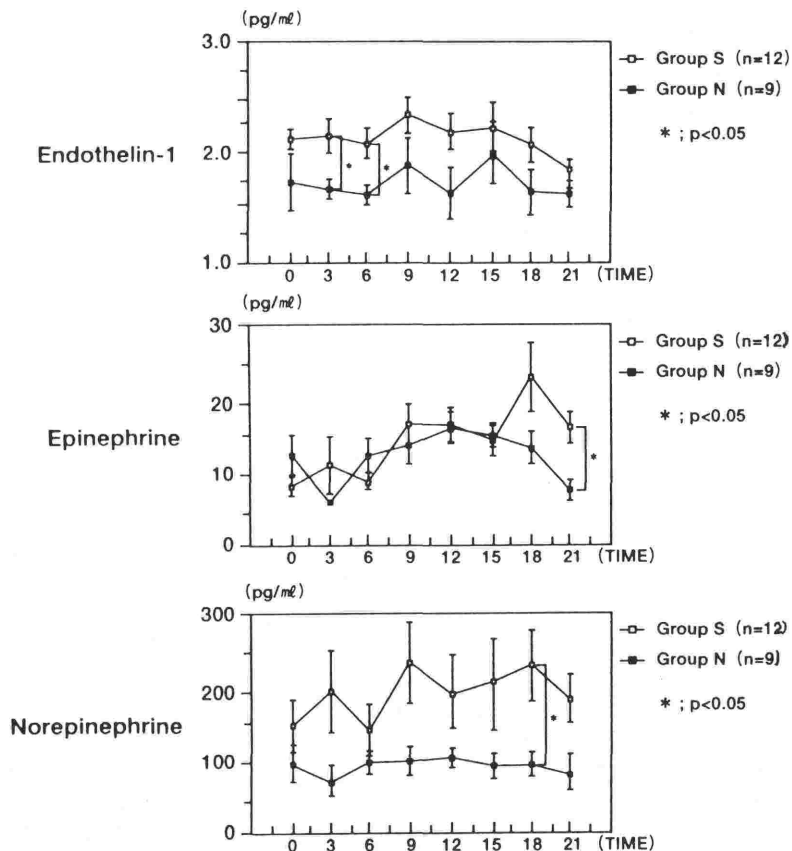 (pg/㎖)
3.0
2.0
1.0
Endothelin-1
0 3 6 9 12 15 18 21 (TIME)
* *
Group S (n=12)
Group N (n=9)
* ; p<0.05
(pg/㎖)
30
20
10
0
Epinephrine
0 3 6 9 12 15 18 21 (TIME)
*
Group S (n=12)
Group N (n=9)
* ; p<0.05
(pg/㎖)
300
200
100
0
Norepinephrine
0 3 6 9 12 15 18 21 (TIME)
*
Group S (n=12)
Group N (n=9)
* ; p<0.05